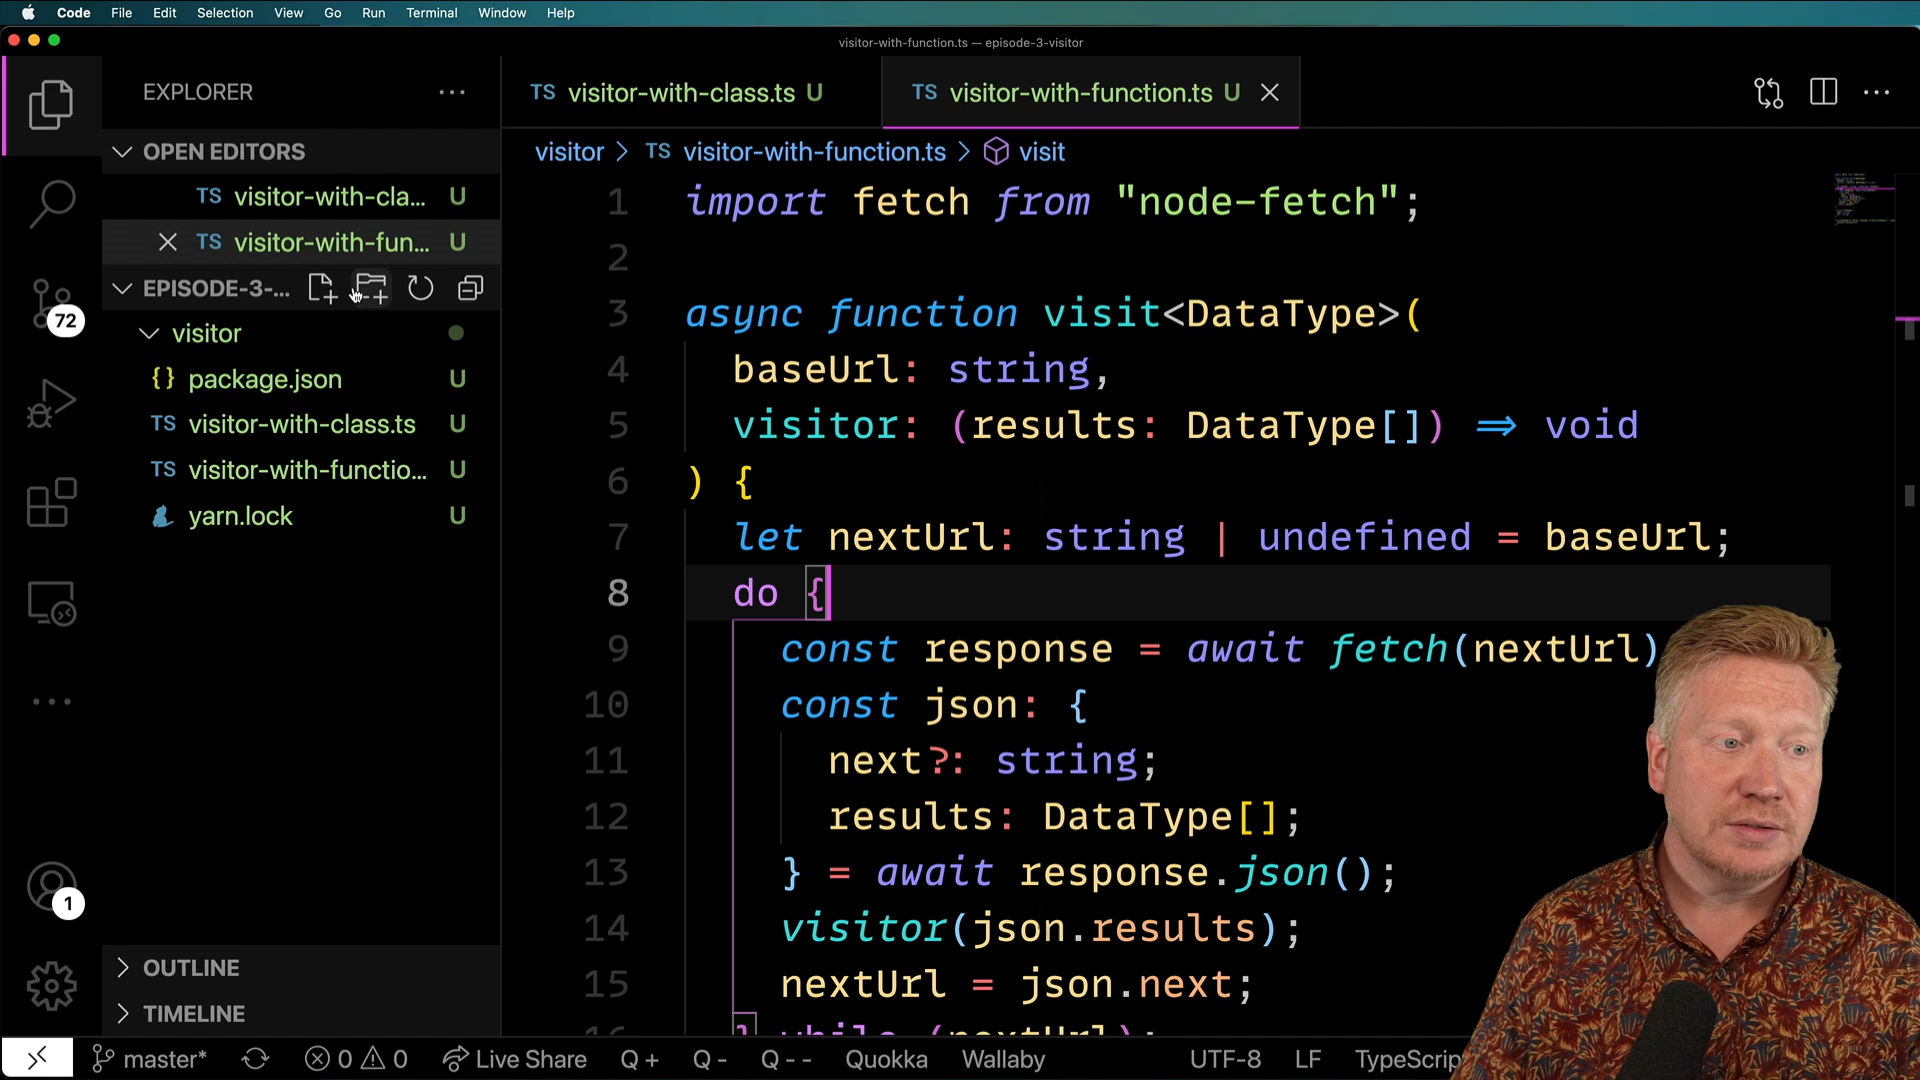 Code File Edit Selection View Go Run Terminal Window Help
visitor-with-function.ts — episode-3-visitor
EXPLORER
TS visitor-with-class.ts U
TS visitor-with-function.ts U
OPEN EDITORS
visitor > TS visitor-with-function.ts > visit
TS visitor-with-cla... U
TS visitor-with-fun... U
EPISODE-3-...
visitor
{} package.json U
TS visitor-with-class.ts U
TS visitor-with-functio... U
yarn.lock U
72
1
OUTLINE
TIMELINE
1 import fetch from "node-fetch";
2
3 async function visit<DataType>(
4 baseUrl: string,
5 visitor: (results: DataType[]) => void
6 ) {
7 let nextUrl: string | undefined = baseUrl;
8 do {
9 const response = await fetch(nextUrl)
10 const json: {
11 next?: string;
12 results: DataType[];
13 } = await response.json();
14 visitor(json.results);
15 nextUrl = json.next;
16 } while (nextUrl);
master* 0 0 Live Share Q + Q - Q -- Quokka Wallaby UTF-8 LF TypeScrip